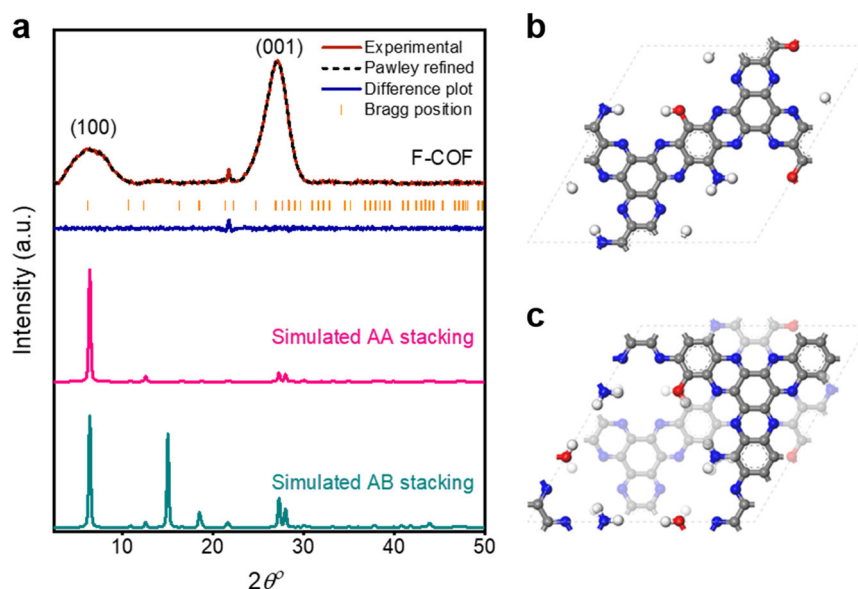 a
b
(001)
Experimental
Pawley refined
Difference plot
Bragg position
(100)
F-COF
Intensity (a.u.)
Simulated AA stacking
c
Simulated AB stacking
10
20
30
40
50
2θ°